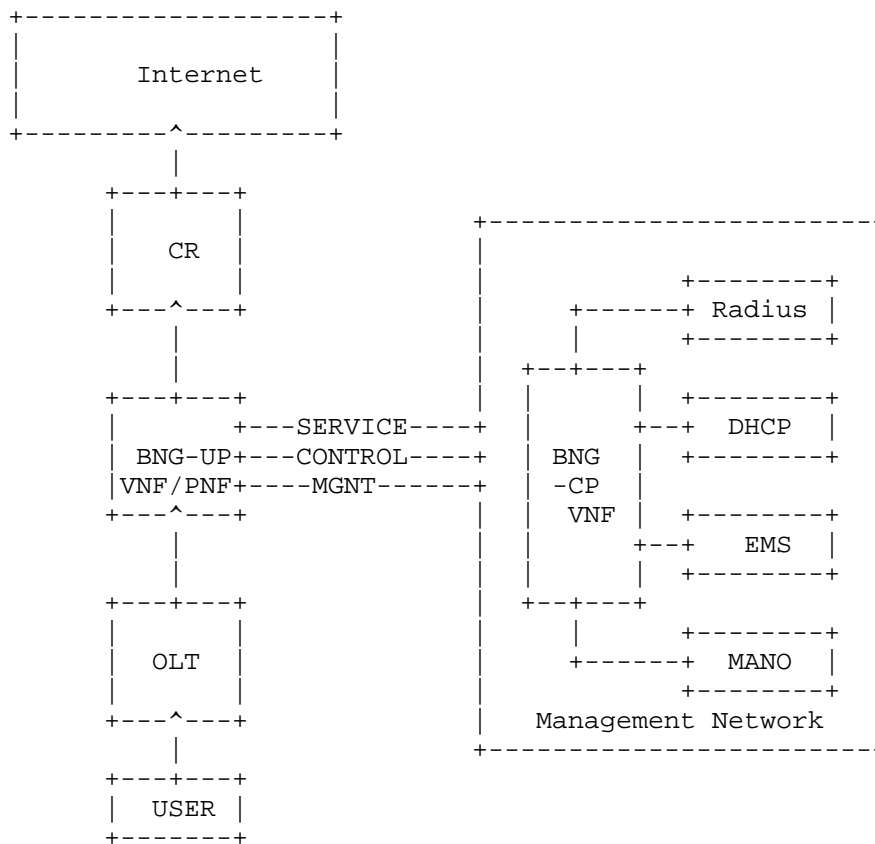 Internet
CR
Radius
SERVICE
DHCP
BNG-UP
CONTROL
BNG
VNF/PNF
MGNT
-CP
VNF
EMS
OLT
MANO
Management Network
USER